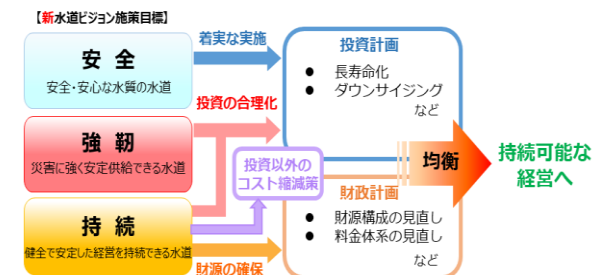 【新水道ビジョン施策目標】
安 全
安全・安心な水質の水道
強 靭
災害に強く安定供給できる水道
持 続
健全で安定した経営を持続できる水道
着実な実施
投資の合理化
投資以外の
コスト縮減策
財源の確保
投資計画
● 長寿命化
● ダウンサイジング
など
均衡
財政計画
● 財源構成の見直し
● 料金体系の見直し
など
持続可能な
経営へ